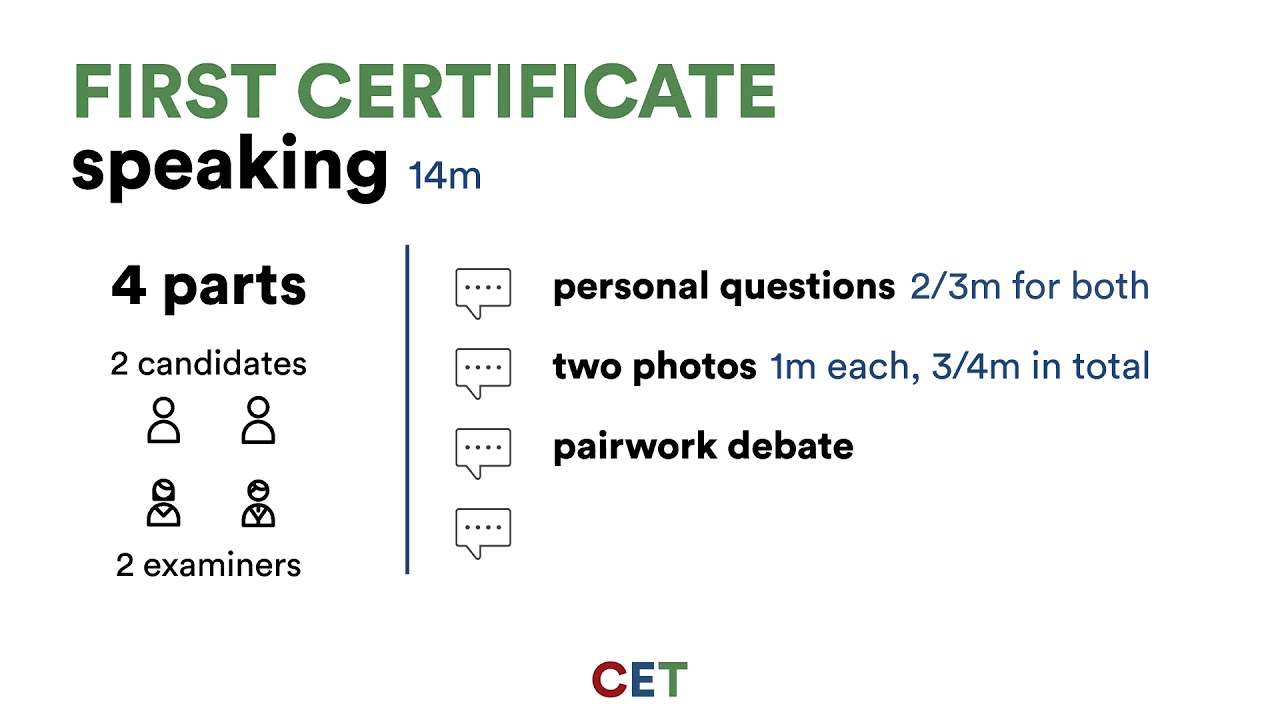 FIRST CERTIFICATE
speaking 14m
4 parts
2 candidates
2 examiners
personal questions 2/3m for both
two photos 1m each, 3/4m in total
pairwork debate
CET